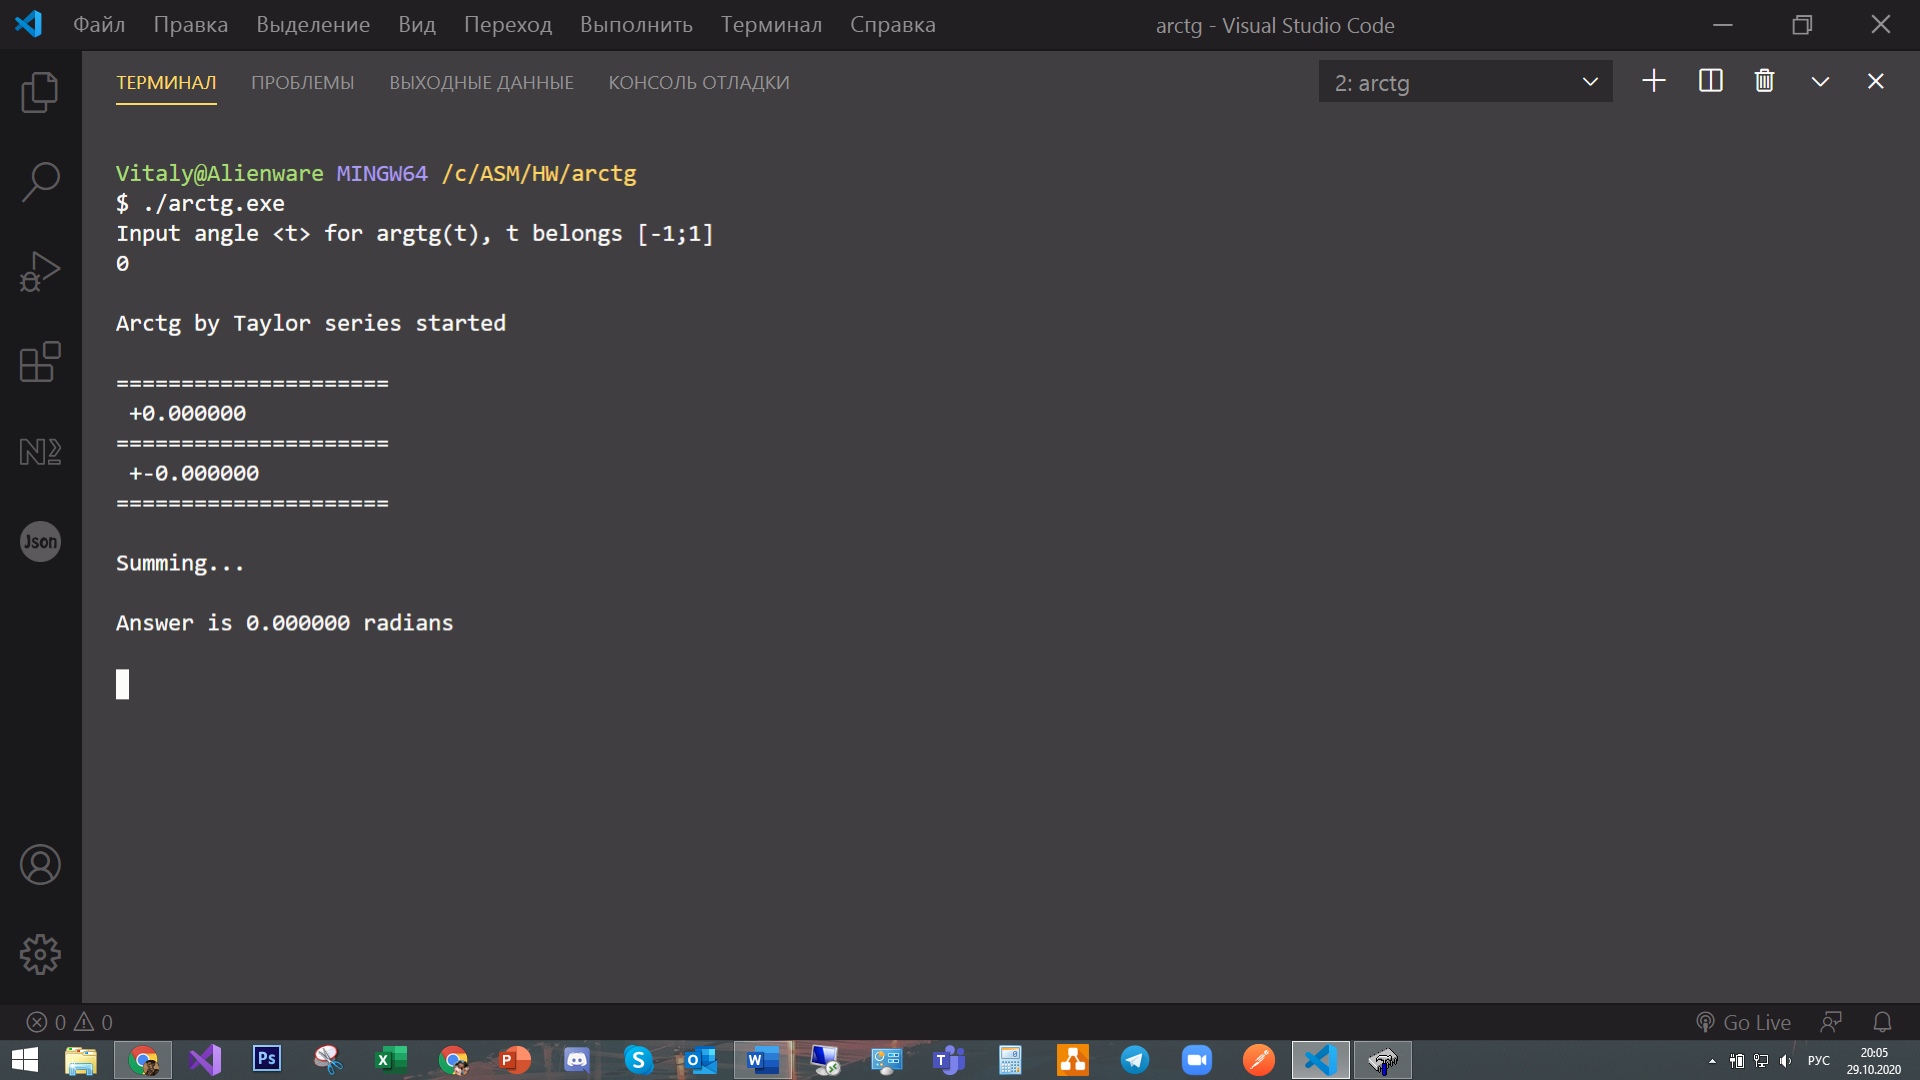 Файл Правка Выделение Вид Переход Выполнить Терминал Справка arctg - Visual Studio Code
ТЕРМИНАЛ ПРОБЛЕМЫ ВЫХОДНЫЕ ДАННЫЕ КОНСОЛЬ ОТЛАДКИ 2: arctg
Vitaly@Alienware MINGW64 /c/ASM/HW/arctg
$ ./arctg.exe
Input angle <t> for argtg(t), t belongs [-1;1]
0
Arctg by Taylor series started
=====================
+0.000000
=====================
+-0.000000
=====================
Summing...
Answer is 0.000000 radians
Json
0 0 Go Live
Ps
РУС
20:05
29.10.2020